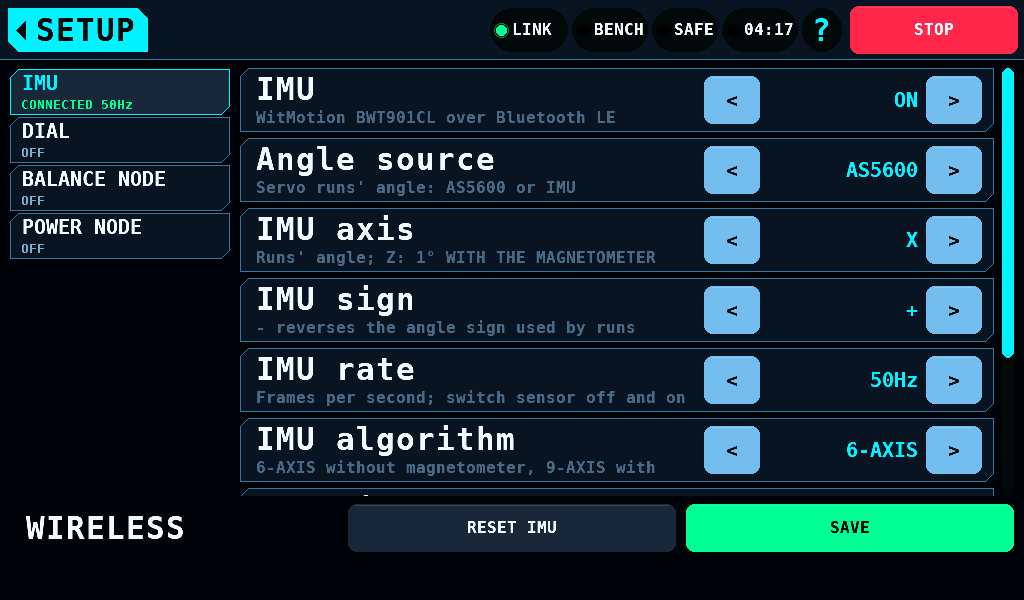 SETUP
LINK
BENCH
SAFE
04:17
?
STOP
IMU
CONNECTED 50Hz
DIAL
OFF
BALANCE NODE
OFF
POWER NODE
OFF
IMU
WitMotion BWT901CL over Bluetooth LE
<
ON
>
Angle source
Servo runs' angle: AS5600 or IMU
<
AS5600
>
IMU axis
Runs' angle; Z: 1° WITH THE MAGNETOMETER
<
X
>
IMU sign
- reverses the angle sign used by runs
<
+
>
IMU rate
Frames per second; switch sensor off and on
<
50Hz
>
IMU algorithm
6-AXIS without magnetometer, 9-AXIS with
<
6-AXIS
>
WIRELESS
RESET IMU
SAVE